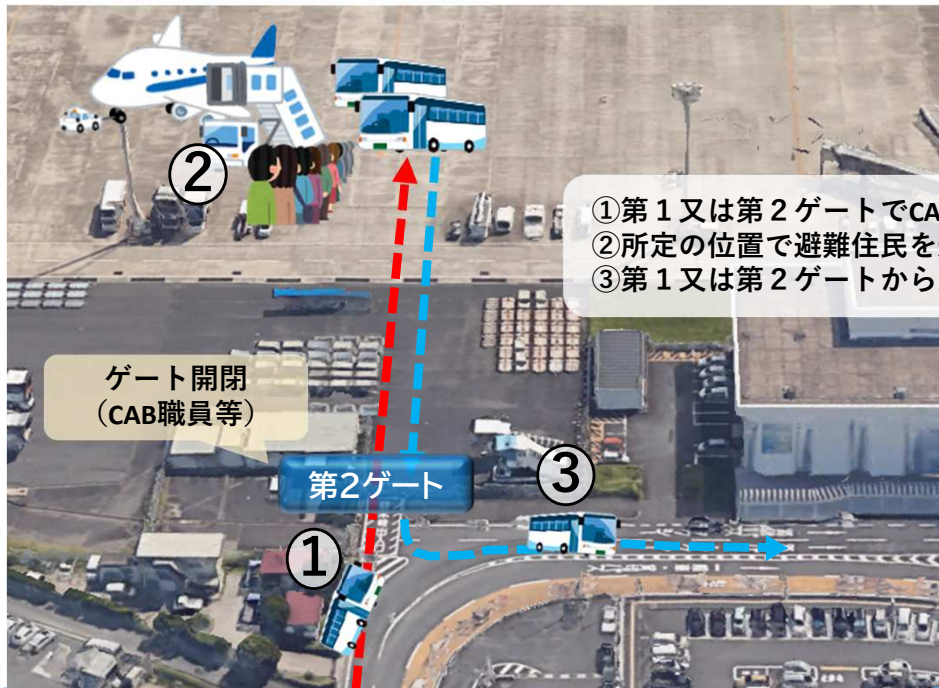 ②
①第１又は第２ゲートでCA
②所定の位置で避難住民を
③第１又は第２ゲートから
ゲート開閉
（CAB職員等）
第2ゲート
③
①